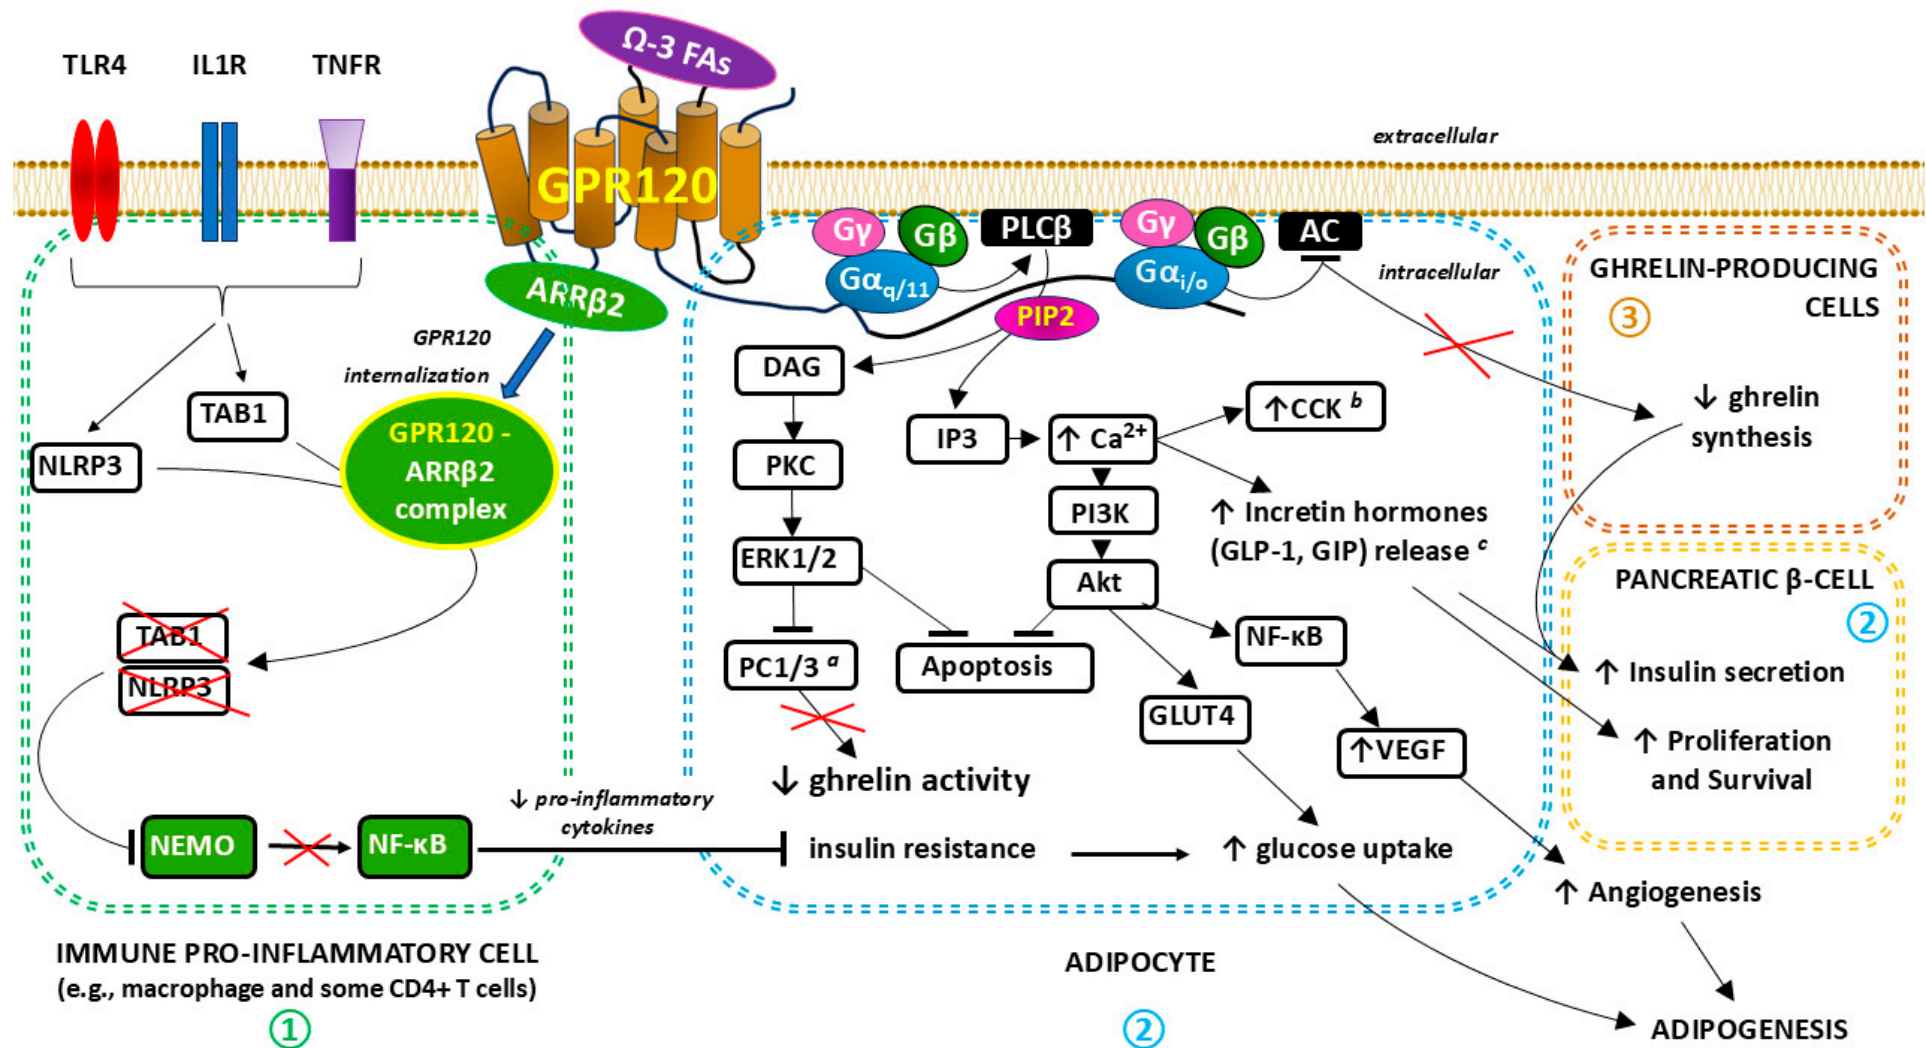 Ω-3 FAs
TLR4
IL1R
TNFR
extracellular
GPR120
Gγ
Gβ
PLCβ
Gγ
Gβ
AC
Gαq/11
Gαi/o
intracellular
ARRβ2
PIP2
GPR120
internalization
TAB1
NLRP3
GPR120 -
ARRβ2
complex
TAB1
NLRP3
NEMO
NF-κB
↓ pro-inflammatory
cytokines
IMMUNE PRO-INFLAMMATORY CELL
(e.g., macrophage and some CD4+ T cells)
1
DAG
PKC
ERK1/2
PC1/3 a
↓ ghrelin activity
IP3
↑ Ca2+
↑CCK b
PI3K
↑ Incretin hormones
(GLP-1, GIP) release c
Akt
Apoptosis
NF-κB
GLUT4
↑VEGF
insulin resistance
↑ glucose uptake
ADIPOCYTE
2
GHRELIN-PRODUCING
CELLS
3
↓ ghrelin
synthesis
PANCREATIC β-CELL
2
↑ Insulin secretion
↑ Proliferation
and Survival
↑ Angiogenesis
ADIPOGENESIS